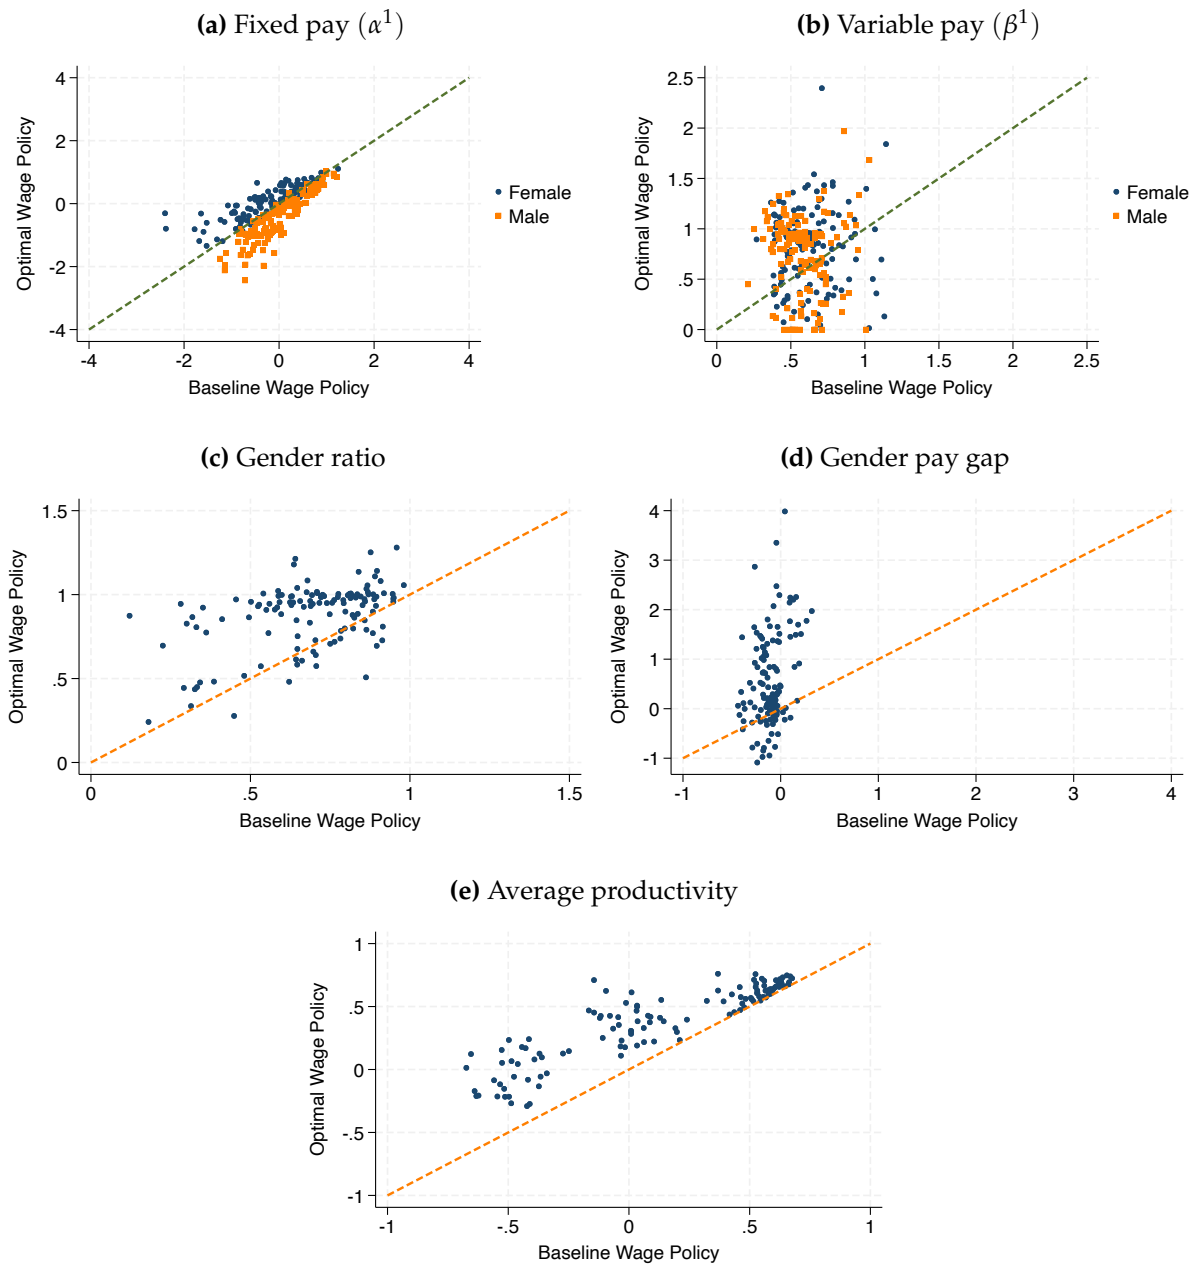 (a) Fixed pay (α¹)
Optimal Wage Policy
4
2
0
-2
-4
-4 -2 0 2 4
Baseline Wage Policy
Female
Male
(b) Variable pay (β¹)
Optimal Wage Policy
2.5
2
1.5
1
.5
0
0 .5 1 1.5 2 2.5
Baseline Wage Policy
Female
Male
(c) Gender ratio
Optimal Wage Policy
1.5
1
.5
0
0 .5 1 1.5
Baseline Wage Policy
(d) Gender pay gap
Optimal Wage Policy
4
3
2
1
0
-1
-1 0 1 2 3 4
Baseline Wage Policy
(e) Average productivity
Optimal Wage Policy
1
.5
0
-.5
-1
-1 -.5 0 .5 1
Baseline Wage Policy